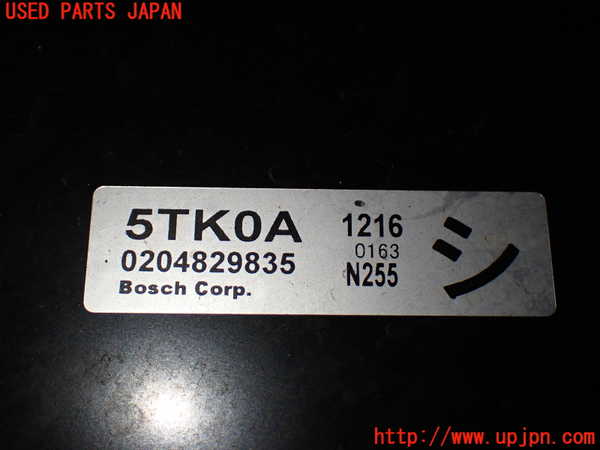 USED PARTS JAPAN
5TK0A 1216
0163
0204829835 N255
Bosch Corp.
シ
http://www.upjpn.com/